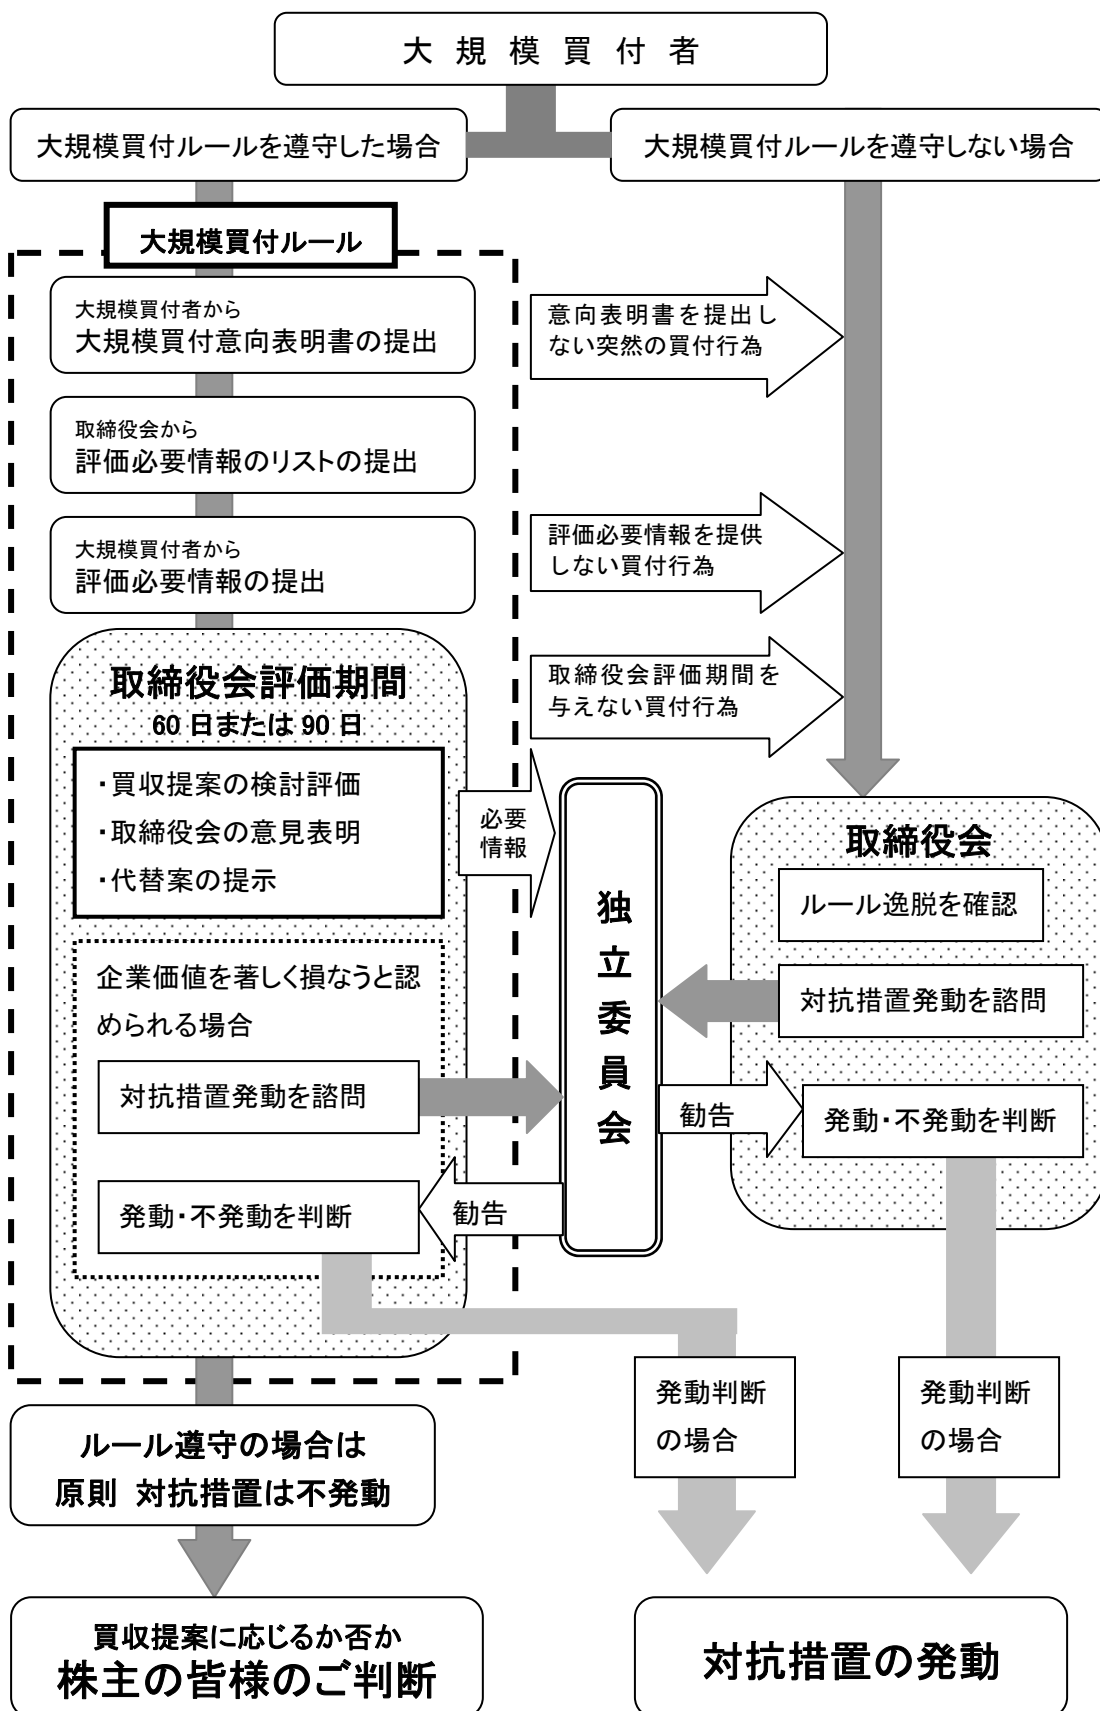 大規模買付者
大規模買付ルールを遵守した場合
大規模買付ルールを遵守しない場合
大規模買付ルール
大規模買付者から
大規模買付意向表明書の提出
取締役会から
評価必要情報のリストの提出
大規模買付者から
評価必要情報の提出
意向表明書を提出し
ない突然の買付行為
評価必要情報を提供
しない買付行為
取締役会評価期間を
与えない買付行為
取締役会評価期間
60 日または 90 日
・買収提案の検討評価
・取締役会の意見表明
・代替案の提示
必要
情報
企業価値を著しく損なうと認
められる場合
対抗措置発動を諮問
発動・不発動を判断
勧告
独立委員会
取締役会
ルール逸脱を確認
対抗措置発動を諮問
勧告
発動・不発動を判断
発動判断
の場合
発動判断
の場合
ルール遵守の場合は
原則 対抗措置は不発動
買収提案に応じるか否か
株主の皆様のご判断
対抗措置の発動